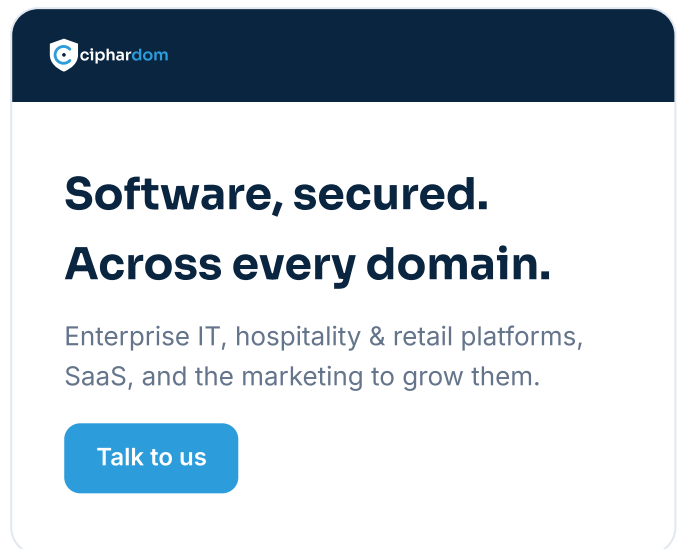 ciphardom
Software, secured.
Across every domain.
Enterprise IT, hospitality & retail platforms,
SaaS, and the marketing to grow them.
Talk to us